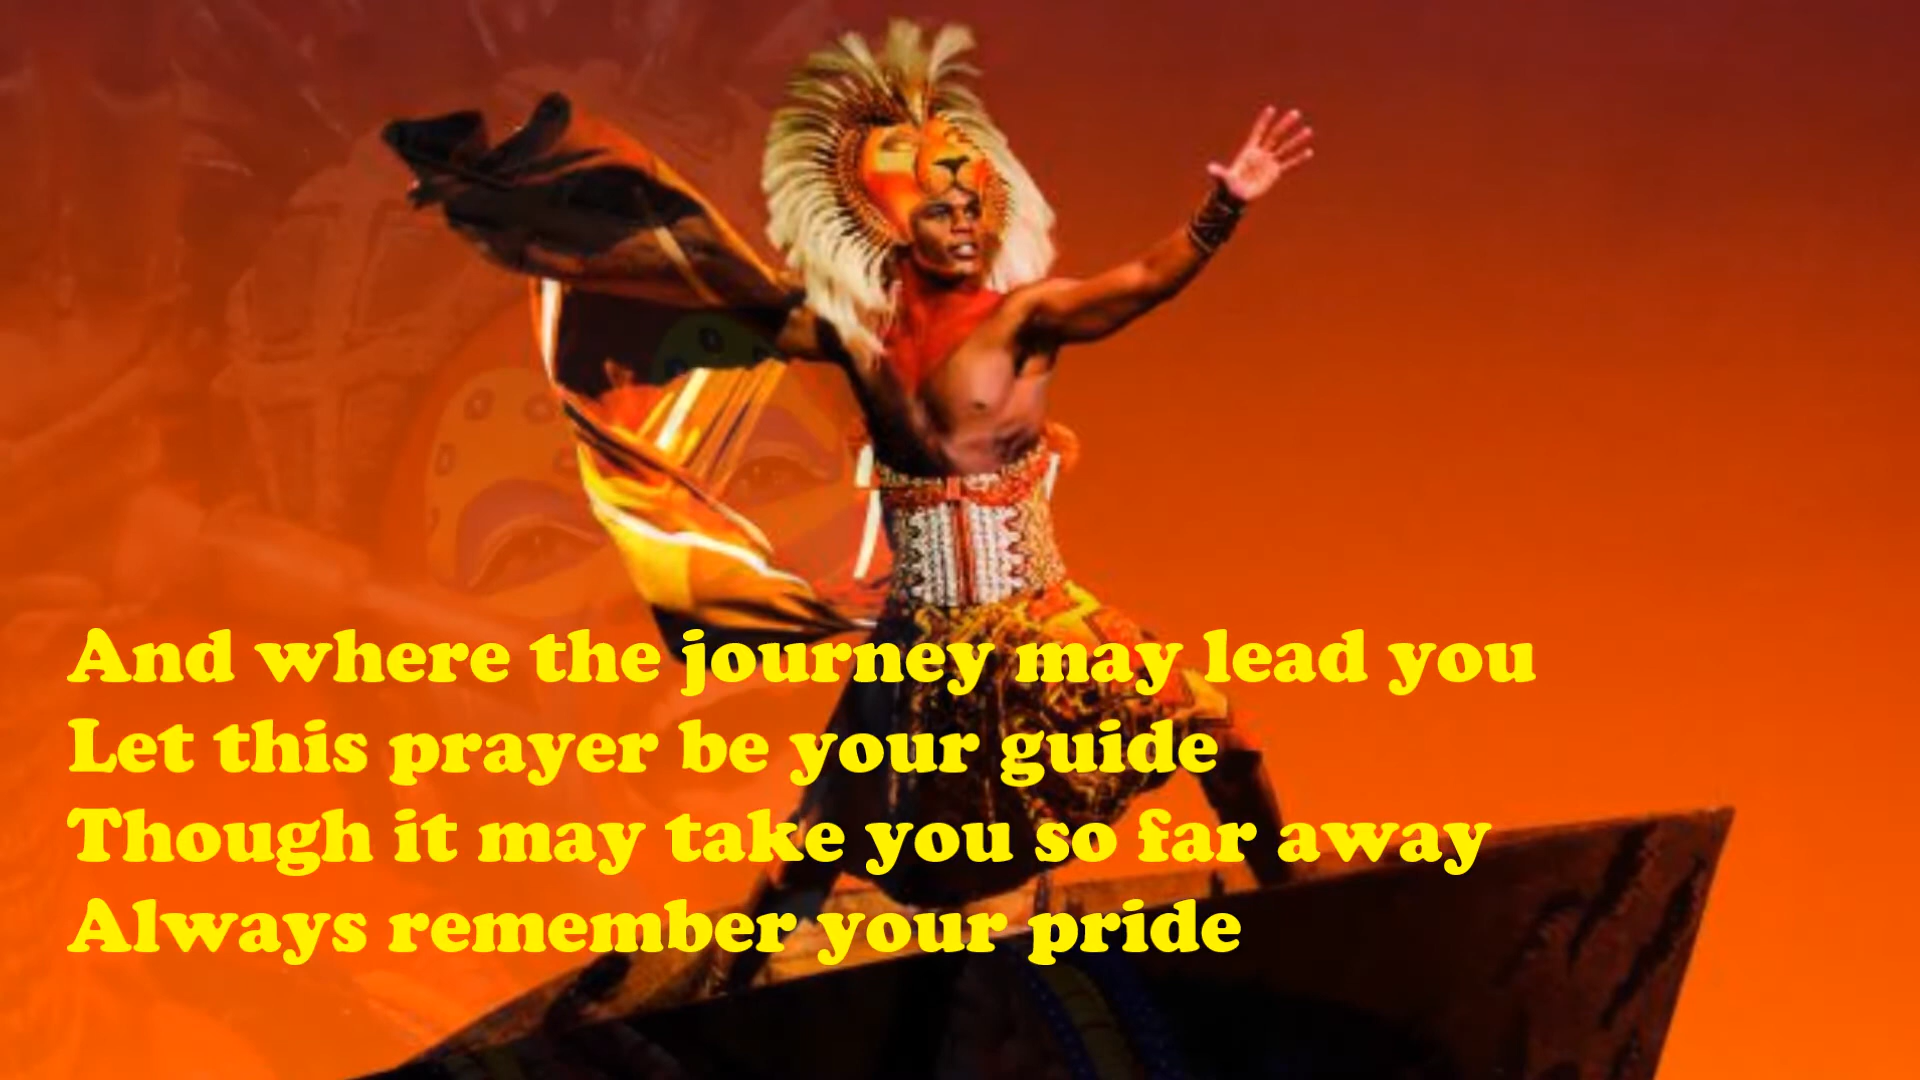 And where the journey may lead you
Let this prayer be your guide
Though it may take you so far away
Always remember your pride